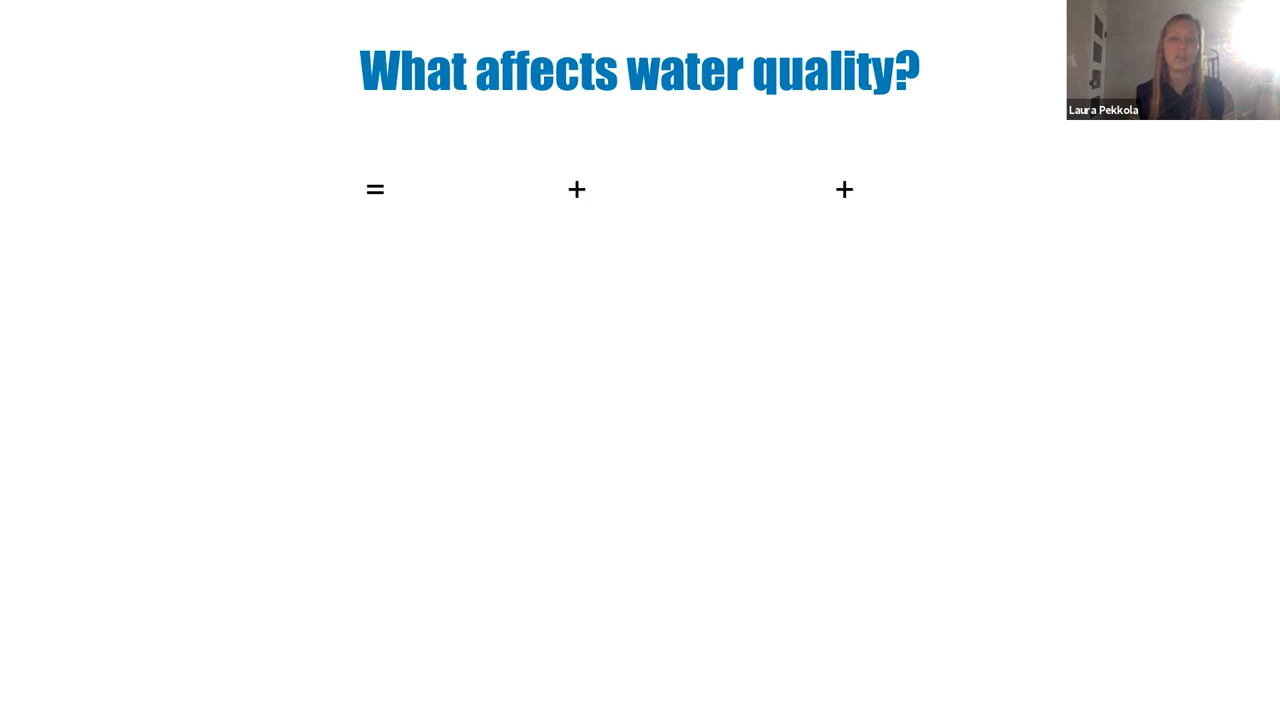 What affects water quality?
Laura Pekkola
= + +